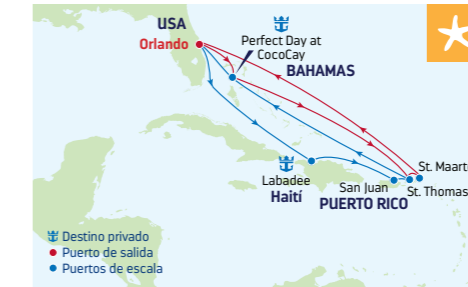 USA
Orlando
Perfect Day at
CocoCay
BAHAMAS
Labadee
Haití
San Juan
PUERTO RICO
St. Maart
St. Thomas
Destino privado
Puerto de salida
Puertos de escala